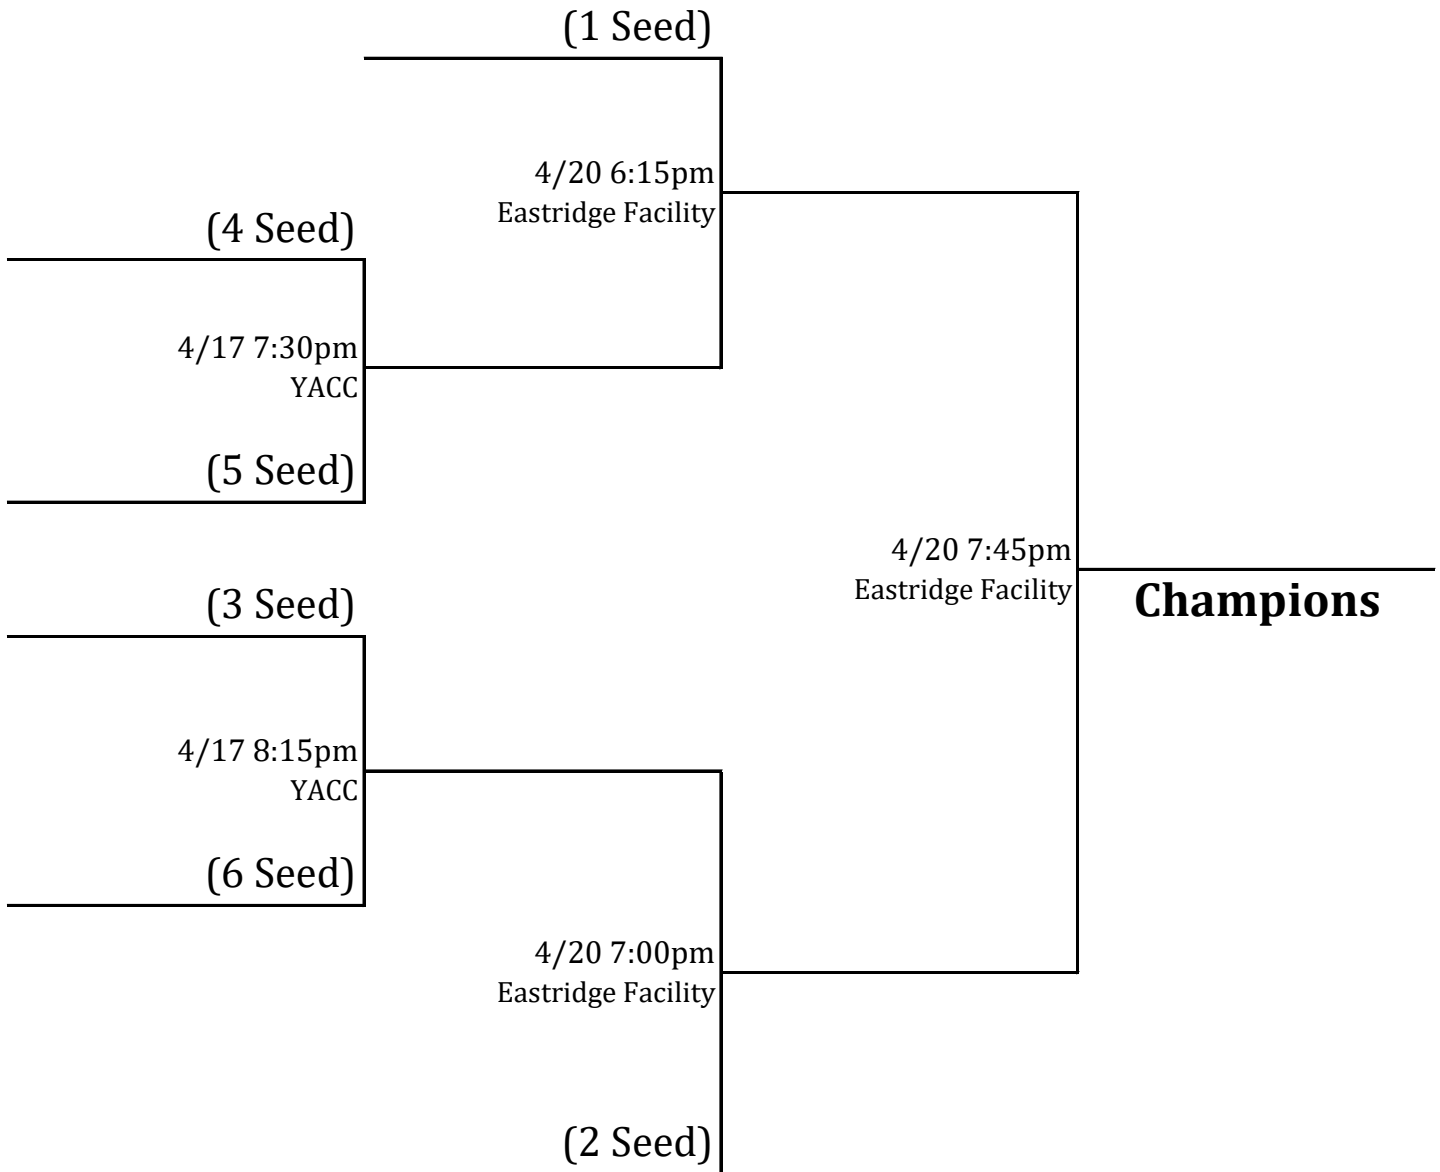 (1 Seed)
4/20 6:15pm
Eastridge Facility
(4 Seed)
4/17 7:30pm
YACC
(5 Seed)
4/20 7:45pm
Eastridge Facility
Champions
(3 Seed)
4/17 8:15pm
YACC
(6 Seed)
4/20 7:00pm
Eastridge Facility
(2 Seed)